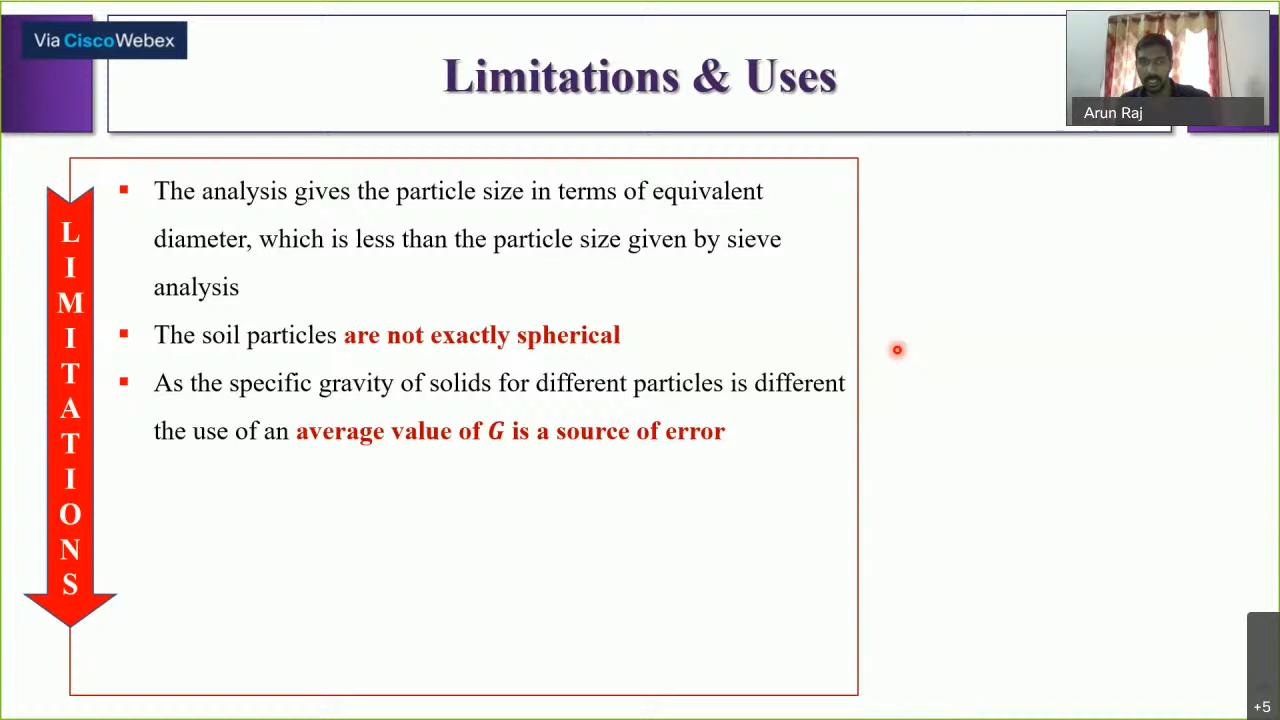 Via CiscoWebex
Limitations & Uses
Arun Raj
LIMITATIONS
▪ The analysis gives the particle size in terms of equivalent
diameter, which is less than the particle size given by sieve
analysis
▪ The soil particles are not exactly spherical
▪ As the specific gravity of solids for different particles is different
the use of an average value of G is a source of error
+5